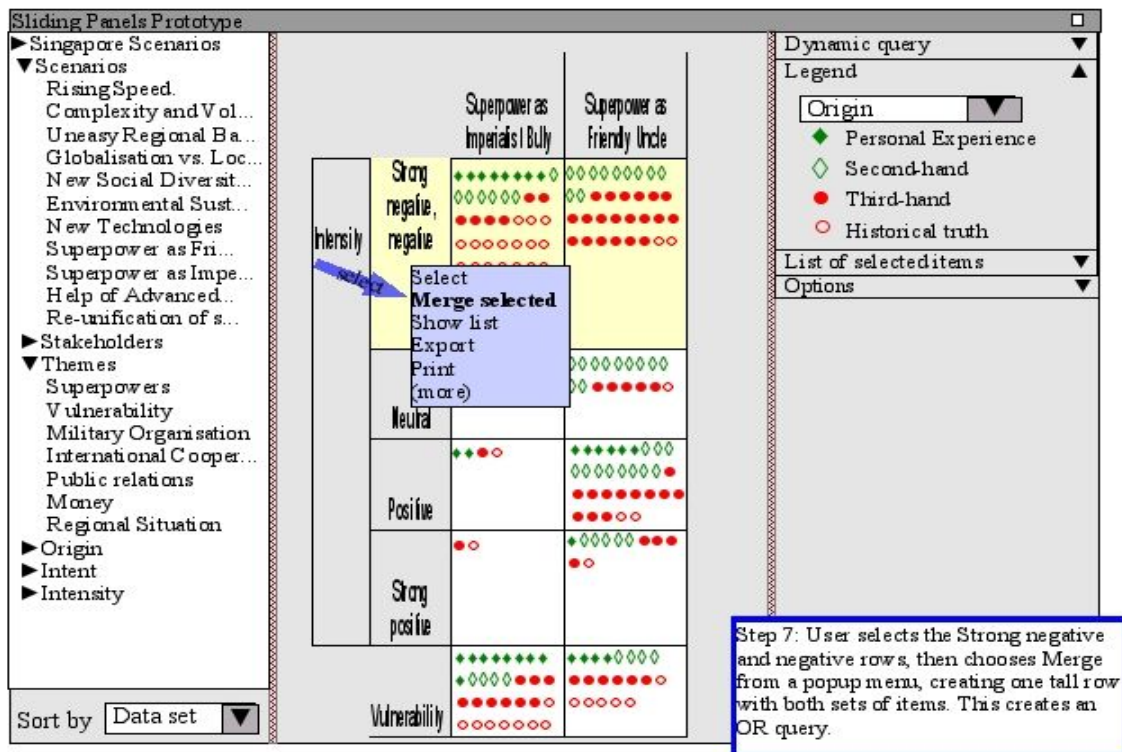 Sliding Panels Prototype
▶Singapore Scenarios
▼Scenarios
RisingSpeed.
Complexity and Vol...
Uneasy Regional Ba...
Globalisation vs. Loc...
New Social Diversit...
Environmental Sust...
New Technologies
Superpower as Fri...
Superpower as Impe...
Help of Advanced...
Re-unification of s...
▶Stakeholders
▼Themes
Superpowers
Vulnerability
Military Organisation
International Cooper...
Public relations
Money
Regional Situation
▶Origin
▶Intent
▶Intensity
Sort by Data set
Superpower as
Imperialist Bully
Superpower as
Friendly Uncle
Intensity
Strong
negative,
negative
Neutral
Positive
Strong
positive
Vulnerability
select
Select
Merge selected
Show list
Export
Print
(more)
Dynamic query
Legend
Origin
Personal Experience
Second-hand
Third-hand
Historical truth
List of selected items
Options
Step 7: User selects the Strong negative
and negative rows, then chooses Merge
from a popup menu, creating one tall row
with both sets of items. This creates an
OR query.